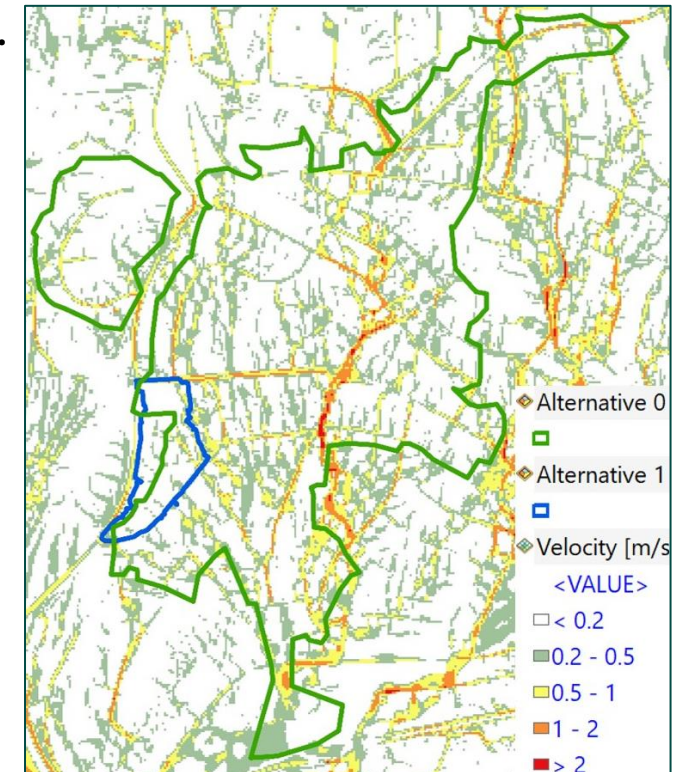 Alternative 0
Alternative 1
Velocity [m/s
<VALUE>
< 0.2
0.2 - 0.5
0.5 - 1
1 - 2
> 2